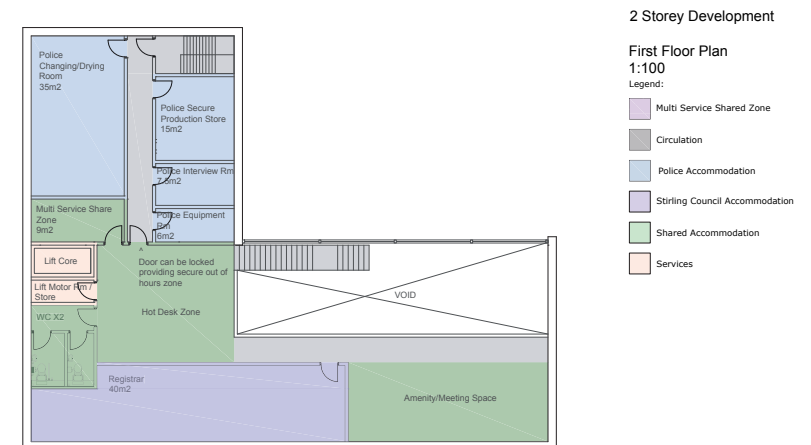 2 Storey Development
First Floor Plan
1:100
Legend:
Multi Service Shared Zone
Circulation
Police Accommodation
Stirling Council Accommodation
Shared Accommodation
Services
Police
Changing/Drying
Room
35m2
Police Secure
Production Store
15m2
Police Interview Rm
Police Equipment
Rm
6m2
Multi Service Share
Zone
9m2
Lift Core
Door can be locked
providing secure out of
hours zone
Lift Motor Rm /
Store
WC X2
Hot Desk Zone
VOID
Registrar
40m2
Amenity/Meeting Space